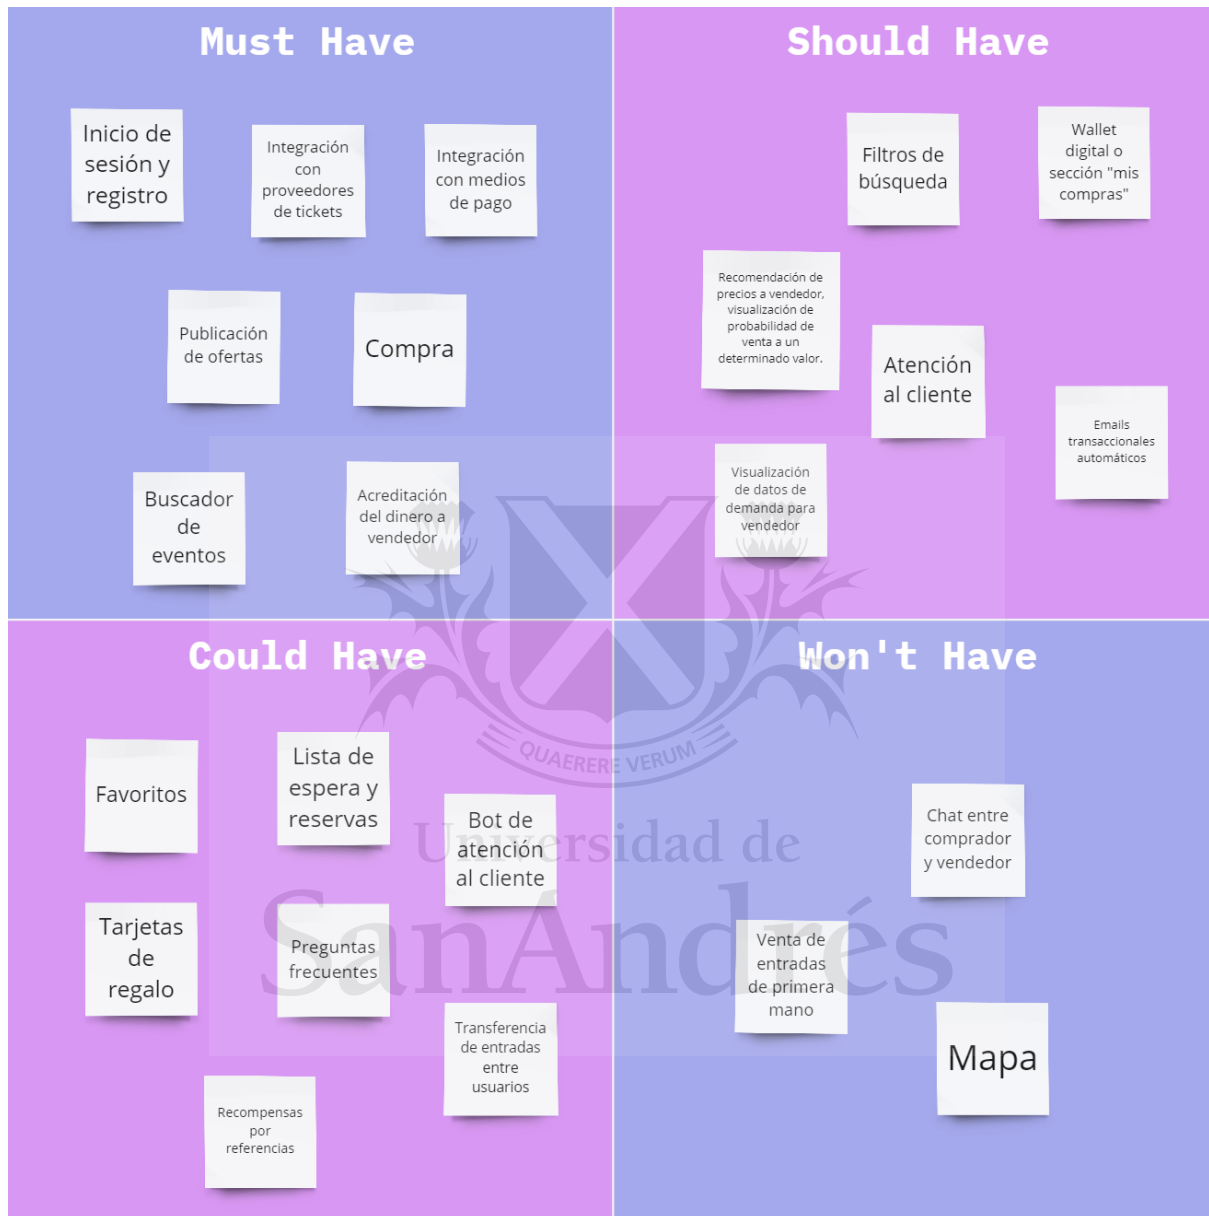 Must Have
Inicio de
sesión y
registro
Integración
con
proveedores
de tickets
Integración
con medios
de pago
Publicación
de ofertas
Compra
Buscador
de
eventos
Acreditación
del dinero a
vendedor
Should Have
Filtros de
búsqueda
Wallet
digital o
sección "mis
compras"
Recomendación de
precios a vendedor,
visualización de
probabilidad de
venta a un
determinado valor.
Atención
al cliente
Emails
transaccionales
automáticos
Visualización
de datos de
demanda para
vendedor
Could Have
Favoritos
Lista de
espera y
reservas
Bot de
atención
al cliente
Tarjetas
de
regalo
Preguntas
frecuentes
Transferencia
de entradas
entre
usuarios
Recompensas
por
referencias
Won't Have
Chat entre
comprador
y vendedor
Venta de
entradas
de primera
mano
Mapa
QUAERERE VERUM
Universidad de
SanAndrés